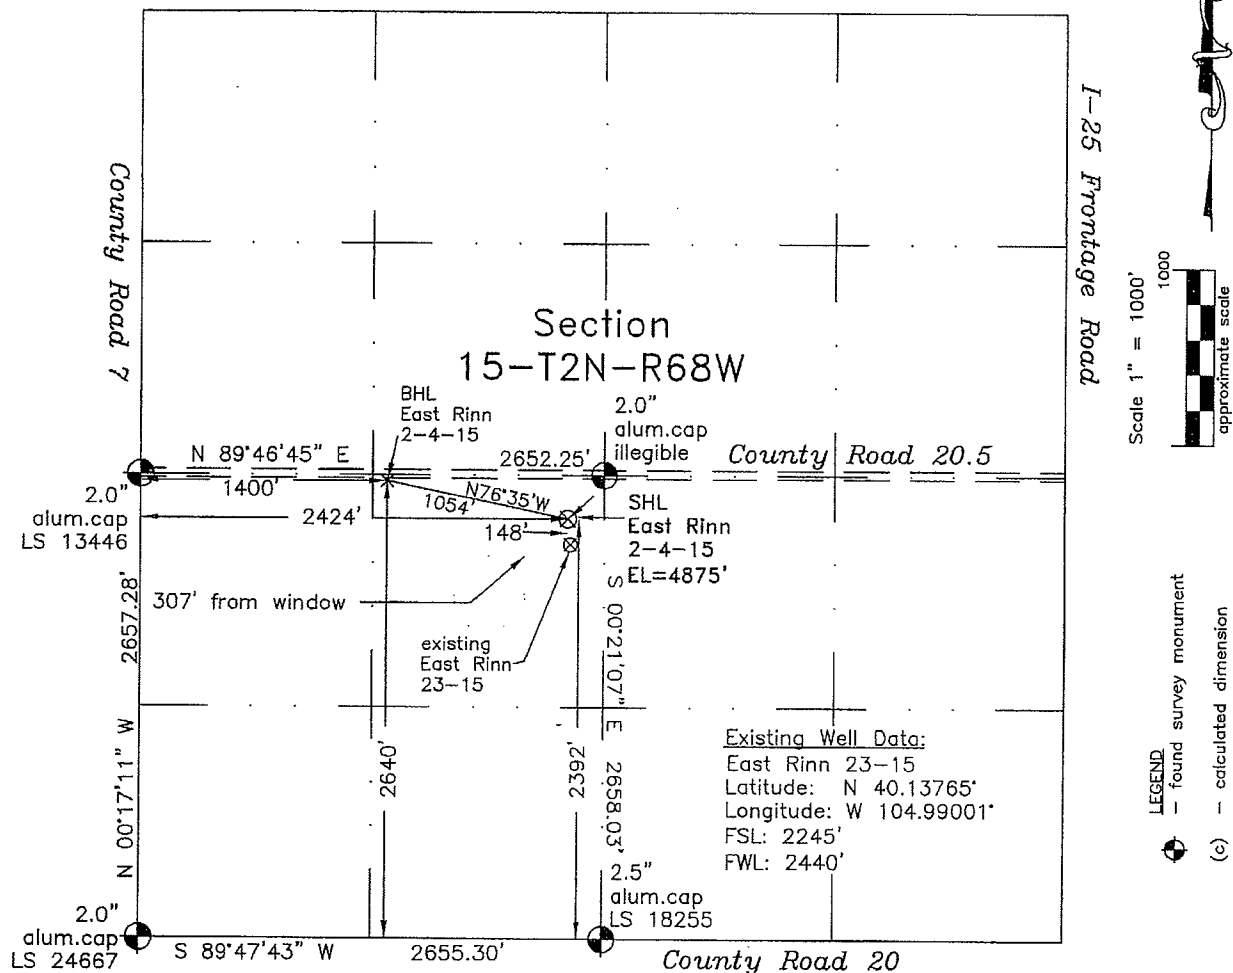 County Road 7
I-25 Frontage Road
Section
15-T2N-R68W
Scale 1" = 1000'
1000
approximate scale
BHL
East Rinn
2-4-15
2.0"
alum.cap
illegible
N 89°46'45" E
2652.25'
County Road 20.5
1400'
N76°35'W
1054'
2.0"
alum.cap
LS 13446
2424'
148'
SHL
East Rinn
2-4-15
EL=4875'
307' from window
existing
East Rinn
23-15
2657.28'
N 00°17'11" W
2640'
2392'
S 00°21'07" E 2658.03'
Existing Well Data:
East Rinn 23-15
Latitude: N 40.13765°
Longitude: W 104.99001°
FSL: 2245'
FWL: 2440'
LEGEND
- found survey monument
(c) - calculated dimension
2.5"
alum.cap
LS 18255
2.0"
alum.cap
LS 24667
S 89°47'43" W
2655.30'
County Road 20